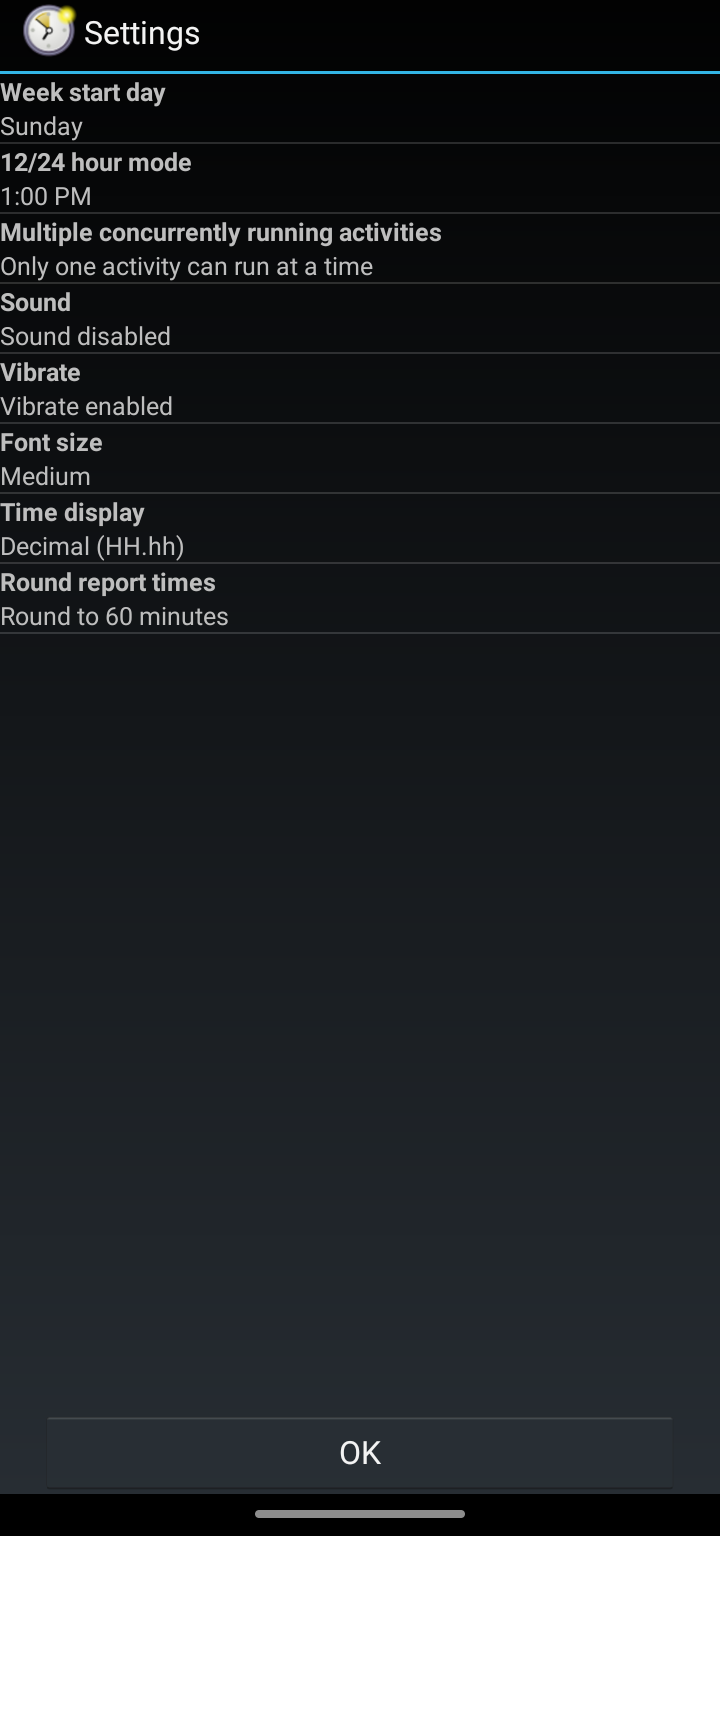 Settings
Week start day
Sunday
12/24 hour mode
1:00 PM
Multiple concurrently running activities
Only one activity can run at a time
Sound
Sound disabled
Vibrate
Vibrate enabled
Font size
Medium
Time display
Decimal (HH.hh)
Round report times
Round to 60 minutes
OK